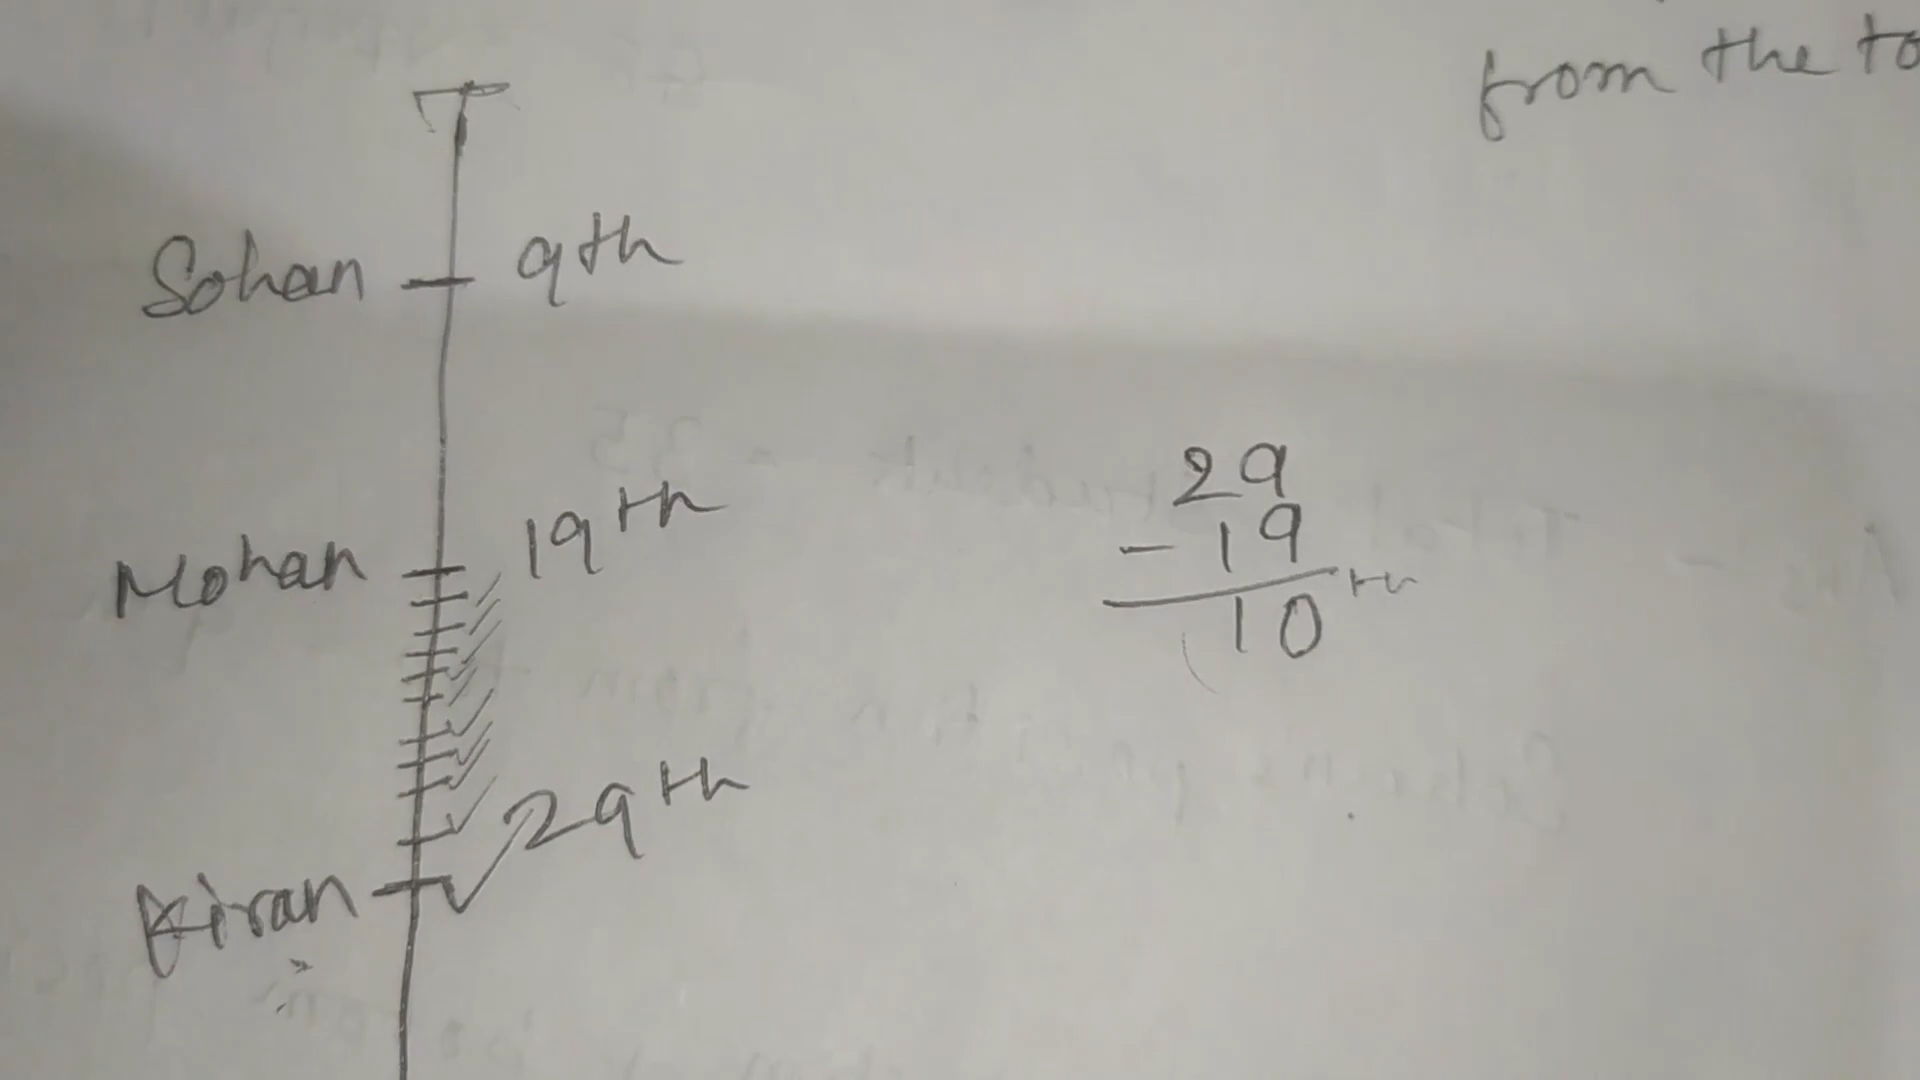 from the to
Sohan 9th
Mohan 19th
29
- 19
10th
Kiran 29th